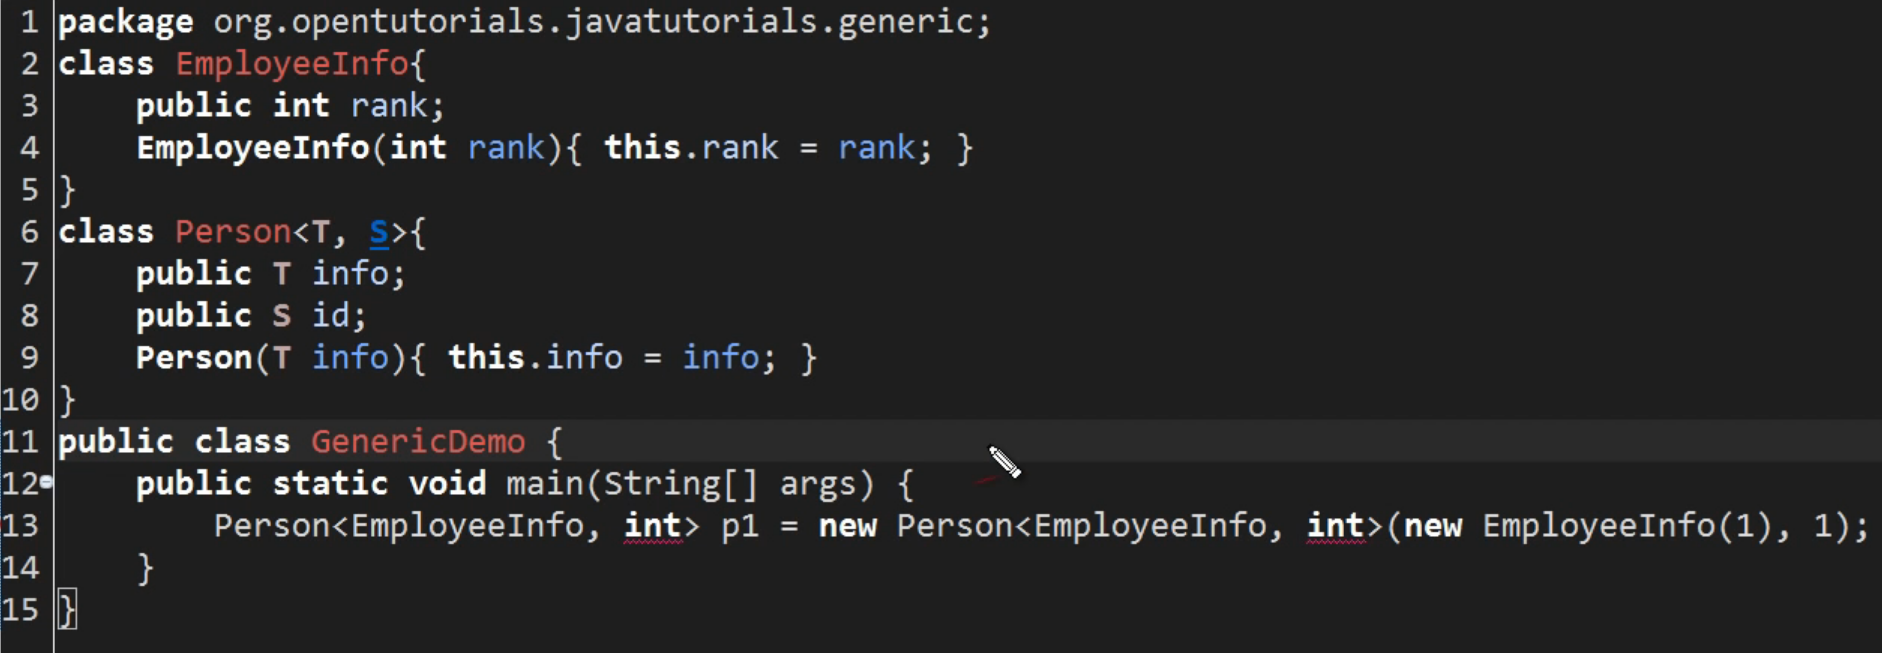 1 package org.opentutorials.javatutorials.generic;
2 class EmployeeInfo{
3     public int rank;
4     EmployeeInfo(int rank){ this.rank = rank; }
5 }
6 class Person<T, S>{
7     public T info;
8     public S id;
9     Person(T info){ this.info = info; }
10 }
11 public class GenericDemo {
12     public static void main(String[] args) {
13         Person<EmployeeInfo, int> p1 = new Person<EmployeeInfo, int>(new EmployeeInfo(1), 1);
14     }
15 }